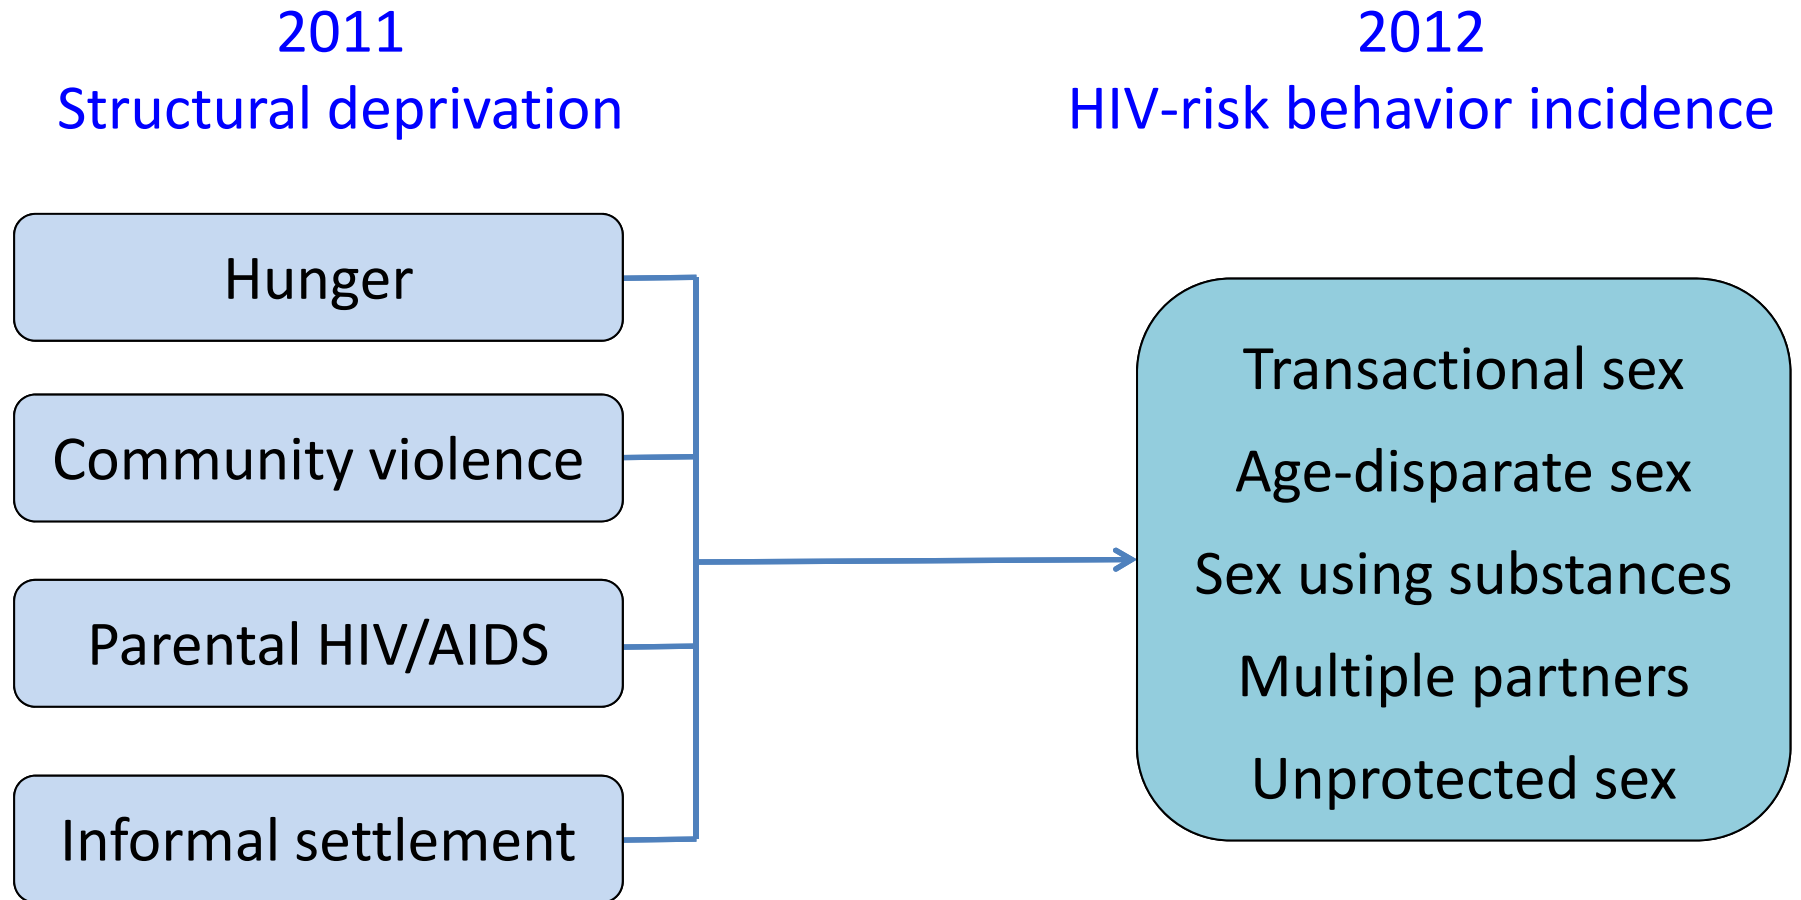 2011
Structural deprivation
2012
HIV-risk behavior incidence
Hunger
Community violence
Parental HIV/AIDS
Informal settlement
Transactional sex
Age-disparate sex
Sex using substances
Multiple partners
Unprotected sex